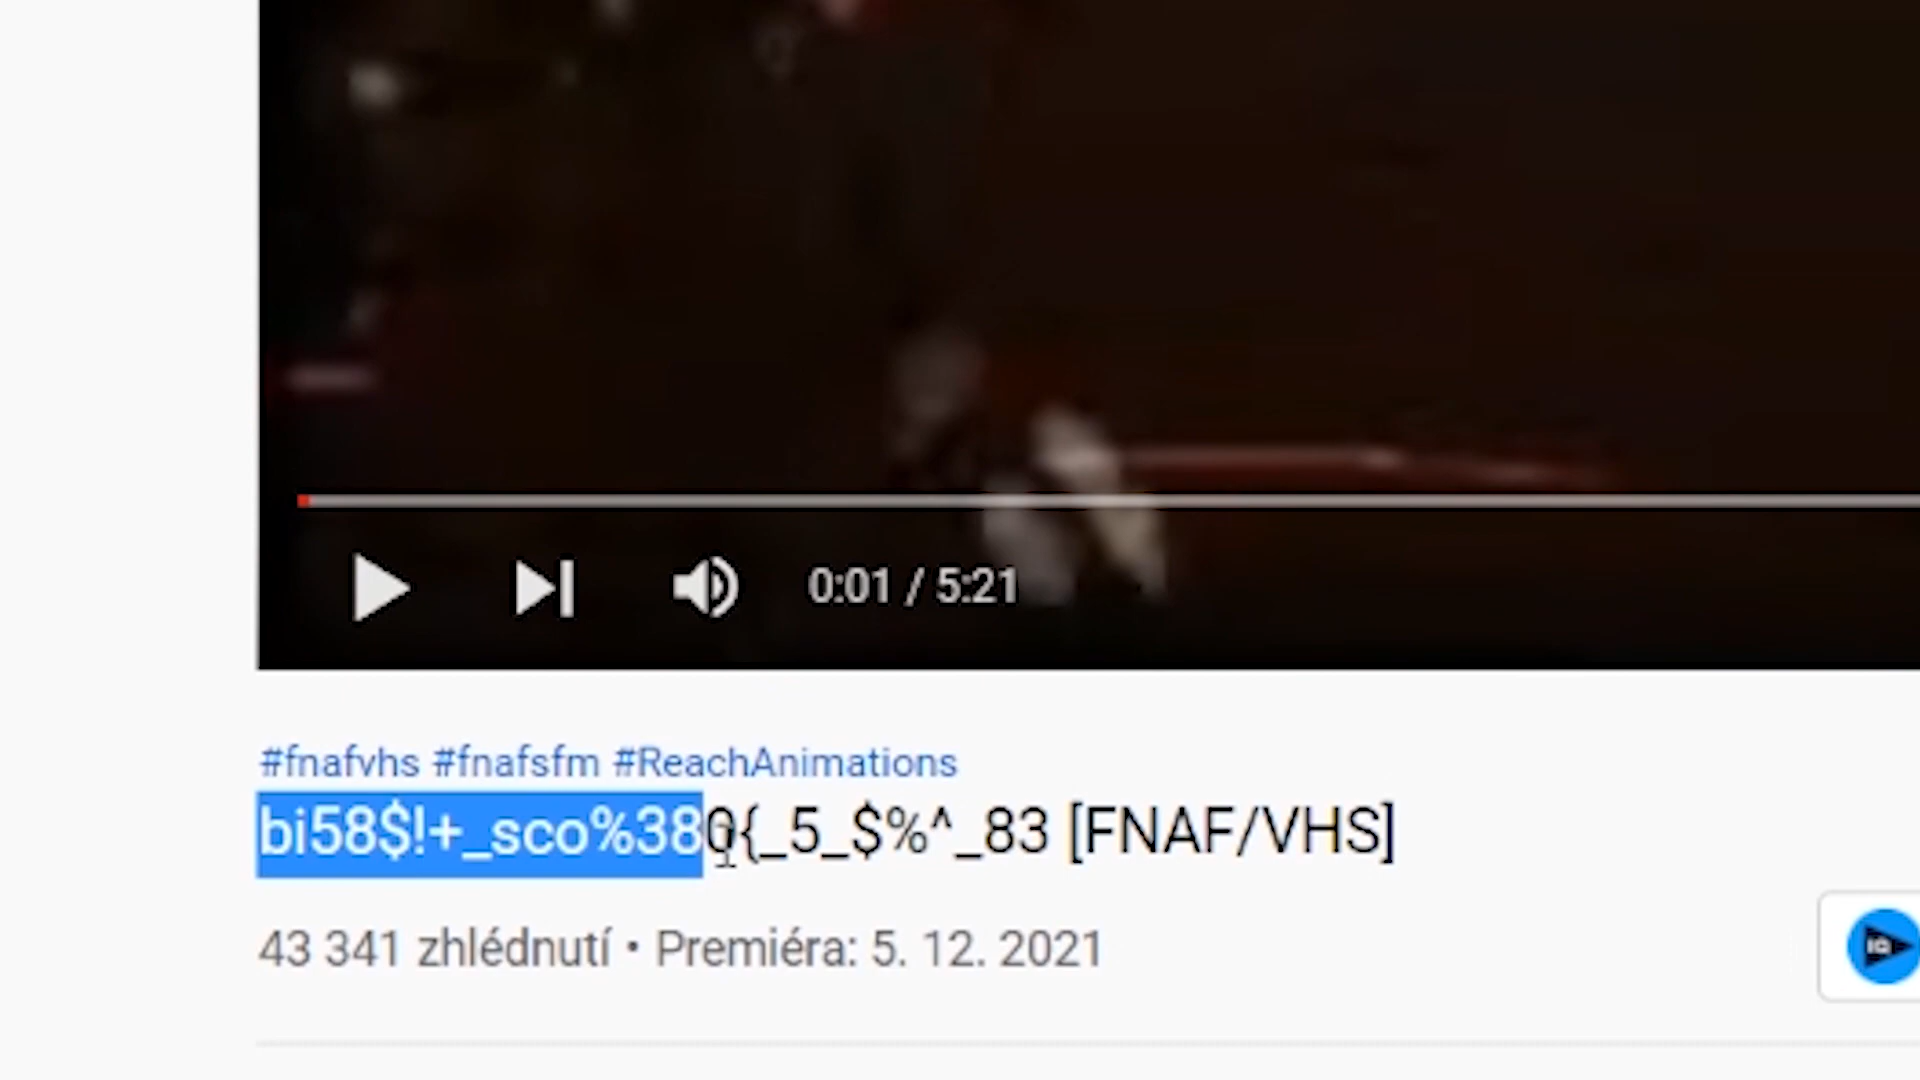 0:01 / 5:21
#fnafvhs #fnafsfm #ReachAnimations
bi58$!+_sco%380{_5_$%^_83 [FNAF/VHS]
43 341 zhlédnutí • Premiéra: 5. 12. 2021
IQ